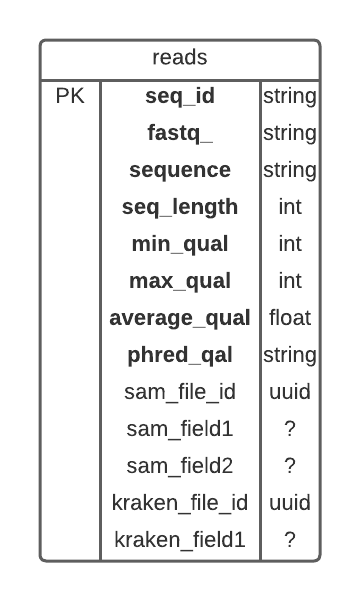 reads
PK seq_id string
fastq_ string
sequence string
seq_length int
min_qual int
max_qual int
average_qual float
phred_qal string
sam_file_id uuid
sam_field1 ?
sam_field2 ?
kraken_file_id uuid
kraken_field1 ?